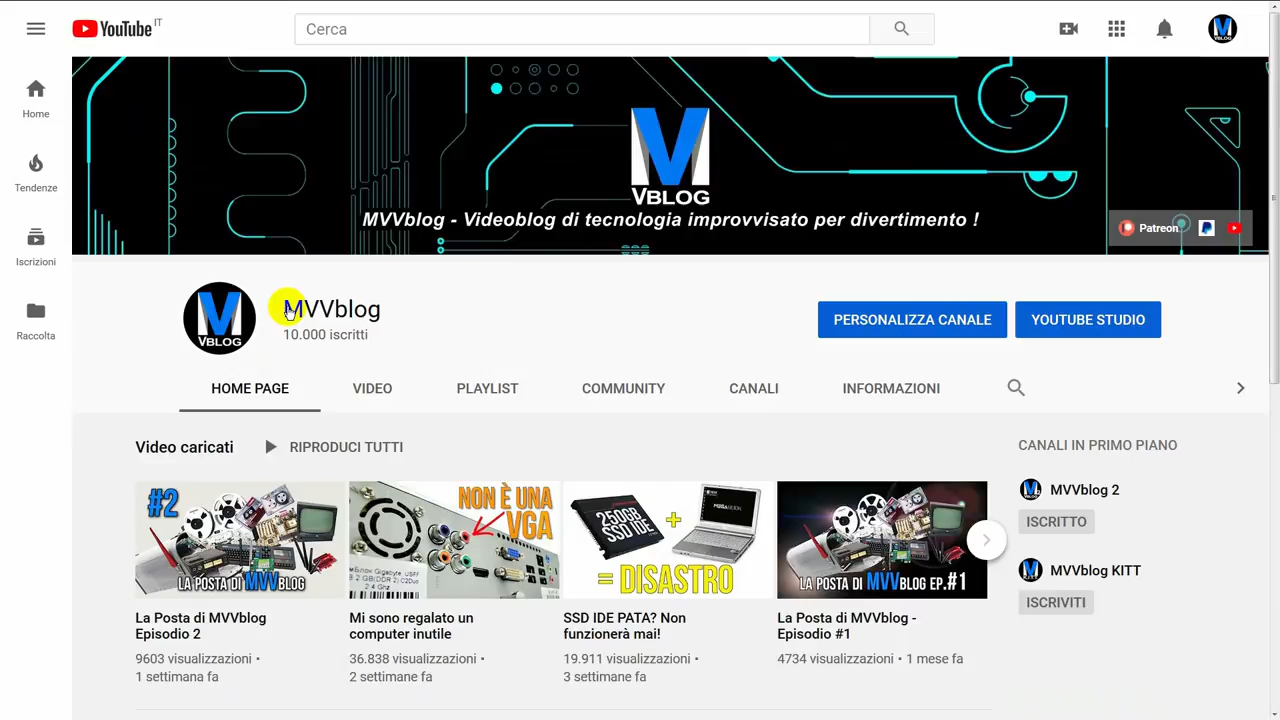 YouTube IT
Cerca
VBLOG
Home
Tendenze
Iscrizioni
Raccolta
VBLOG
MVVblog - Videoblog di tecnologia improvvisato per divertimento !
Patreon
VBLOG
MVVblog
10.000 iscritti
PERSONALIZZA CANALE
YOUTUBE STUDIO
HOME PAGE
VIDEO
PLAYLIST
COMMUNITY
CANALI
INFORMAZIONI
Video caricati
RIPRODUCI TUTTI
CANALI IN PRIMO PIANO
#2
LA POSTA DI MVVBLOG
NON È UNA
VGA
250GB
SSD IDE
= DISASTRO
LA POSTA DI MVVBLOG EP.#1
La Posta di MVVblog
Episodio 2
9603 visualizzazioni •
1 settimana fa
Mi sono regalato un
computer inutile
36.838 visualizzazioni •
2 settimane fa
SSD IDE PATA? Non
funzionerà mai!
19.911 visualizzazioni •
3 settimane fa
La Posta di MVVblog -
Episodio #1
4734 visualizzazioni • 1 mese fa
MVVblog 2
ISCRITTO
MVVblog KITT
ISCRIVITI